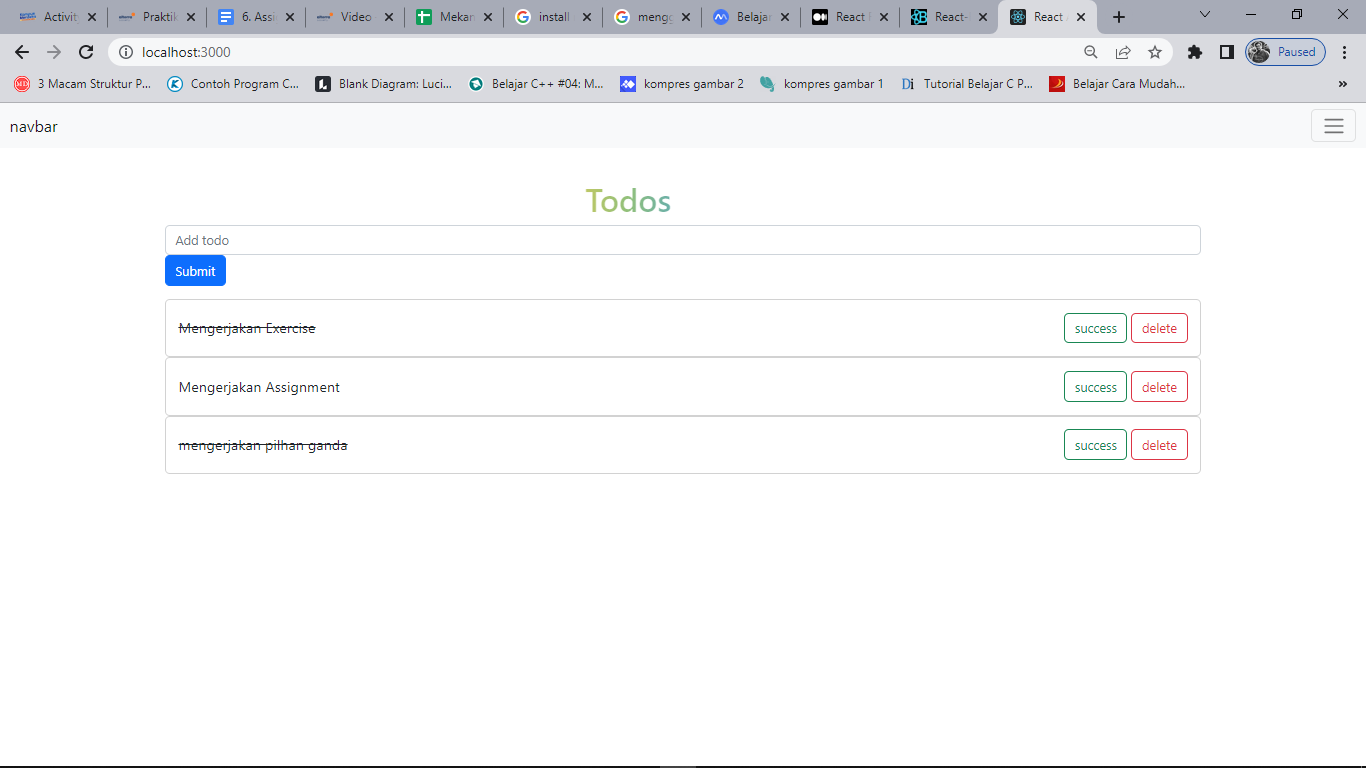 Activity Praktik 6. Assi Video Mekan install mengg Belajar React React- React
localhost:3000 Paused
3 Macam Struktur P... Contoh Program C... Blank Diagram: Luci... Belajar C++ #04: M... kompres gambar 2 kompres gambar 1 Tutorial Belajar C P... Belajar Cara Mudah...
navbar
Todos
Add todo
Submit
Mengerjakan Exercise success delete
Mengerjakan Assignment success delete
mengerjakan pilhan ganda success delete